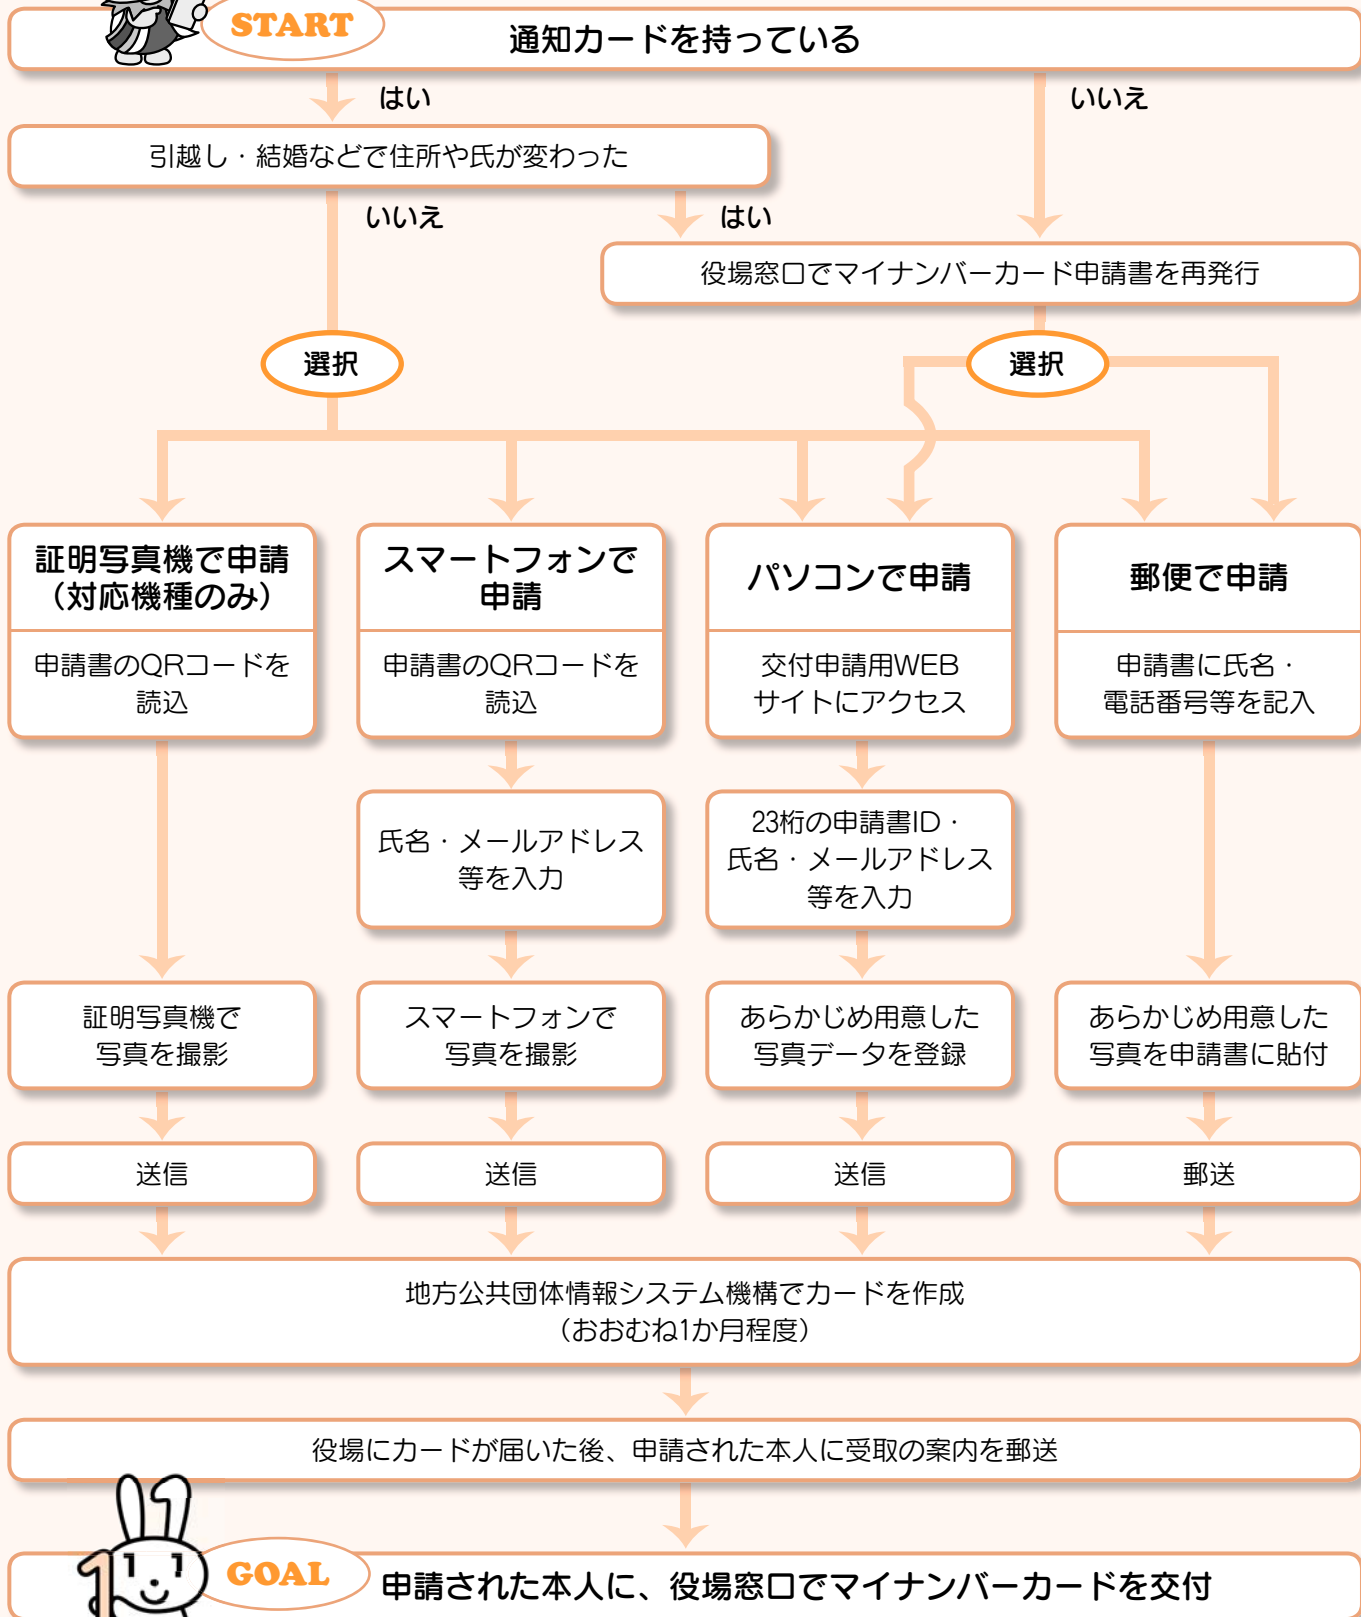 START
通知カードを持っている
はい
いいえ
引越し・結婚などで住所や氏が変わった
いいえ
はい
役場窓口でマイナンバーカード申請書を再発行
選択
選択
証明写真機で申請
（対応機種のみ）
申請書のQRコードを
読込
スマートフォンで
申請
申請書のQRコードを
読込
パソコンで申請
交付申請用WEB
サイトにアクセス
郵便で申請
申請書に氏名・
電話番号等を記入
氏名・メールアドレス
等を入力
23桁の申請書ID・
氏名・メールアドレス
等を入力
証明写真機で
写真を撮影
スマートフォンで
写真を撮影
あらかじめ用意した
写真データを登録
あらかじめ用意した
写真を申請書に貼付
送信
送信
送信
郵送
地方公共団体情報システム機構でカードを作成
（おおむね1か月程度）
役場にカードが届いた後、申請された本人に受取の案内を郵送
GOAL
申請された本人に、役場窓口でマイナンバーカードを交付